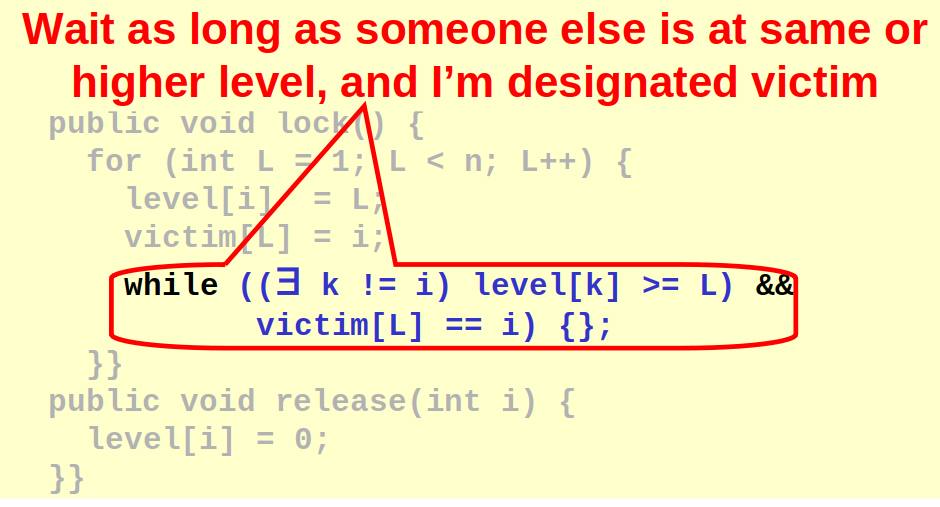 Wait as long as someone else is at same or
higher level, and I’m designated victim
public void lock() {
for (int L = 1; L < n; L++) {
level[i] = L;
victim[L] = i;
while ((∃ k != i) level[k] >= L) &&
victim[L] == i) {};
}}
public void release(int i) {
level[i] = 0;
}}